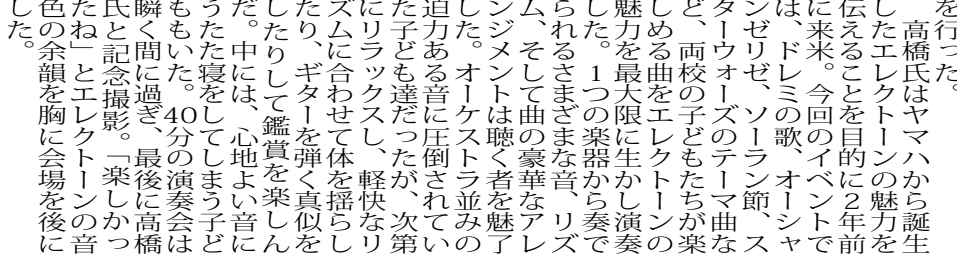 を行った。
高橋氏はヤマハから誕生
したエレクトーンの魅力を
伝えることを目的に2年前
に来米。今回のイベントで
は、ドレミの歌、オーシャ
ンゼリゼ、ソーラン節、ス
ターウォーズのテーマ曲な
ど、両校の子どもたちが楽
しめる曲をエレクトーンの
魅力を最大限に生かし演奏
した。1つの楽器から奏で
られるさまざまな音、リズ
ム、そして曲の豪華なアレ
ンジメントは聴く者を魅了
した。オーケストラ並みの
迫力ある音に圧倒されてい
た子ども達だったが、次第
にリラックスし、軽快なリ
ズムに合わせて体を揺らし
たり、ギターを弾く真似を
したりして鑑賞を楽しん
だ。中には、心地よい音に
うたた寝をしてしまう子ど
ももいた。40分の演奏会は
瞬く間に過ぎ、最後に高橋
氏と記念撮影。「楽しかっ
たね」とエレクトーンの音
色の余韻を胸に会場を後に
した。